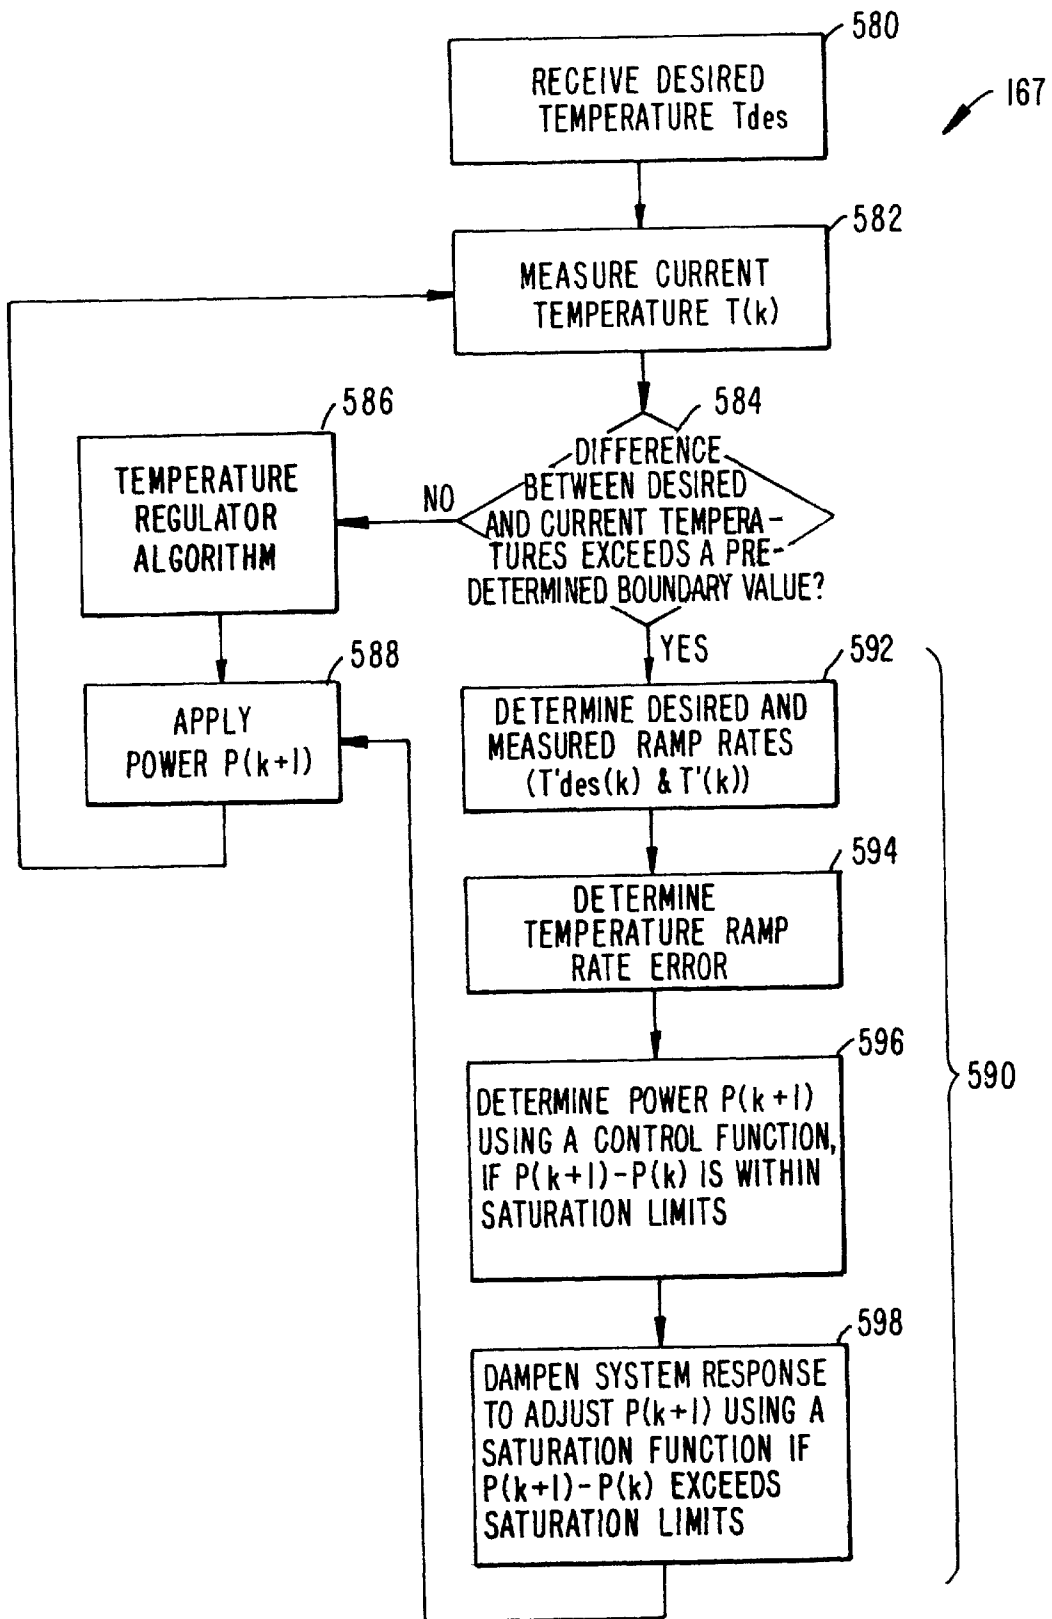 580
RECEIVE DESIRED
TEMPERATURE Tdes
167
582
MEASURE CURRENT
TEMPERATURE T(k)
584
DIFFERENCE
BETWEEN DESIRED
AND CURRENT TEMPERA-
TURES EXCEEDS A PRE-
DETERMINED BOUNDARY VALUE?
NO
586
TEMPERATURE
REGULATOR
ALGORITHM
588
APPLY
POWER P(k+1)
YES
592
DETERMINE DESIRED AND
MEASURED RAMP RATES
(T'des(k) & T'(k))
594
DETERMINE
TEMPERATURE RAMP
RATE ERROR
596
DETERMINE POWER P(k+1)
USING A CONTROL FUNCTION,
IF P(k+1)-P(k) IS WITHIN
SATURATION LIMITS
590
598
DAMPEN SYSTEM RESPONSE
TO ADJUST P(k+1) USING A
SATURATION FUNCTION IF
P(k+1)-P(k) EXCEEDS
SATURATION LIMITS